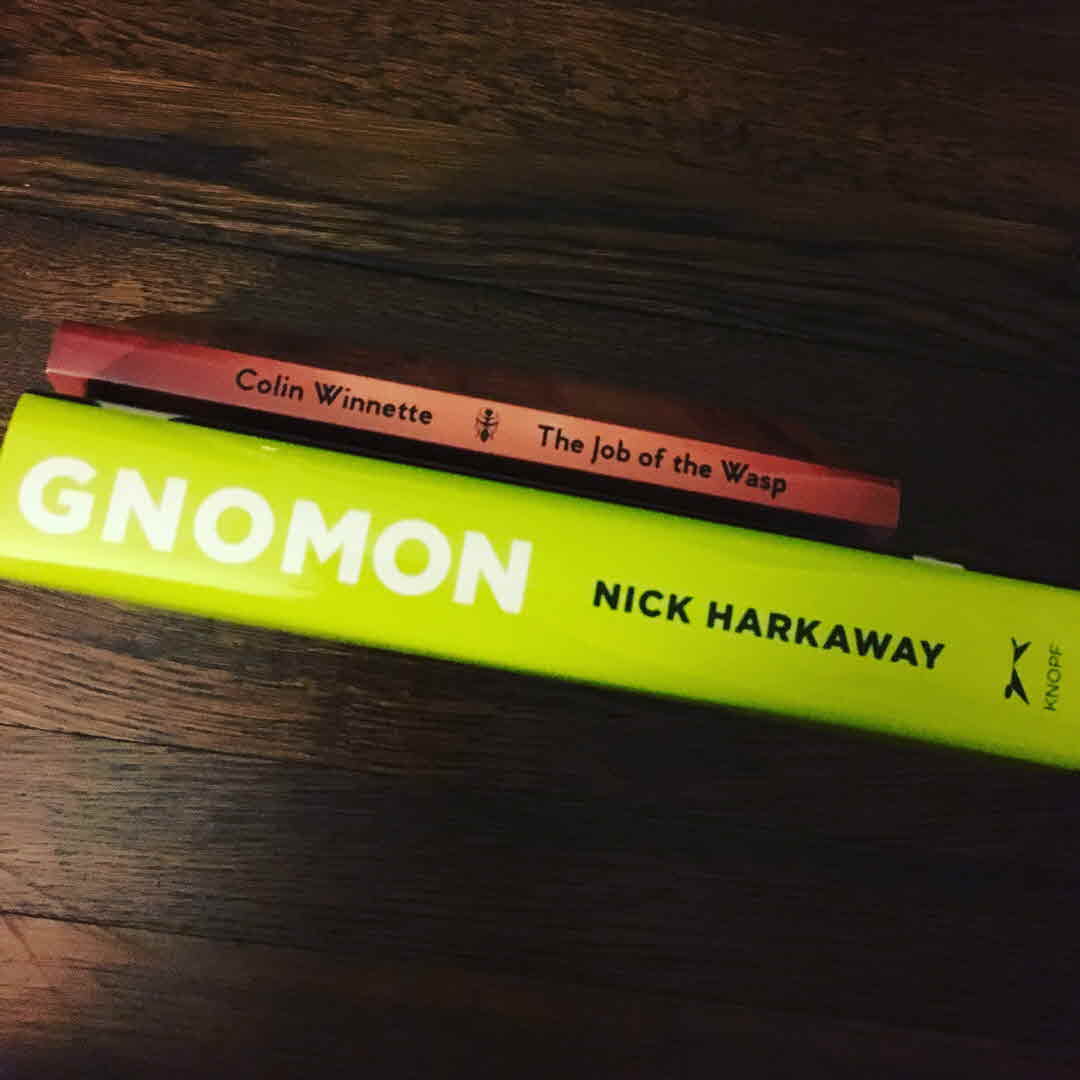 Colin Winnette The Job of the Wasp
GNOMON NICK HARKAWAY KNOPF